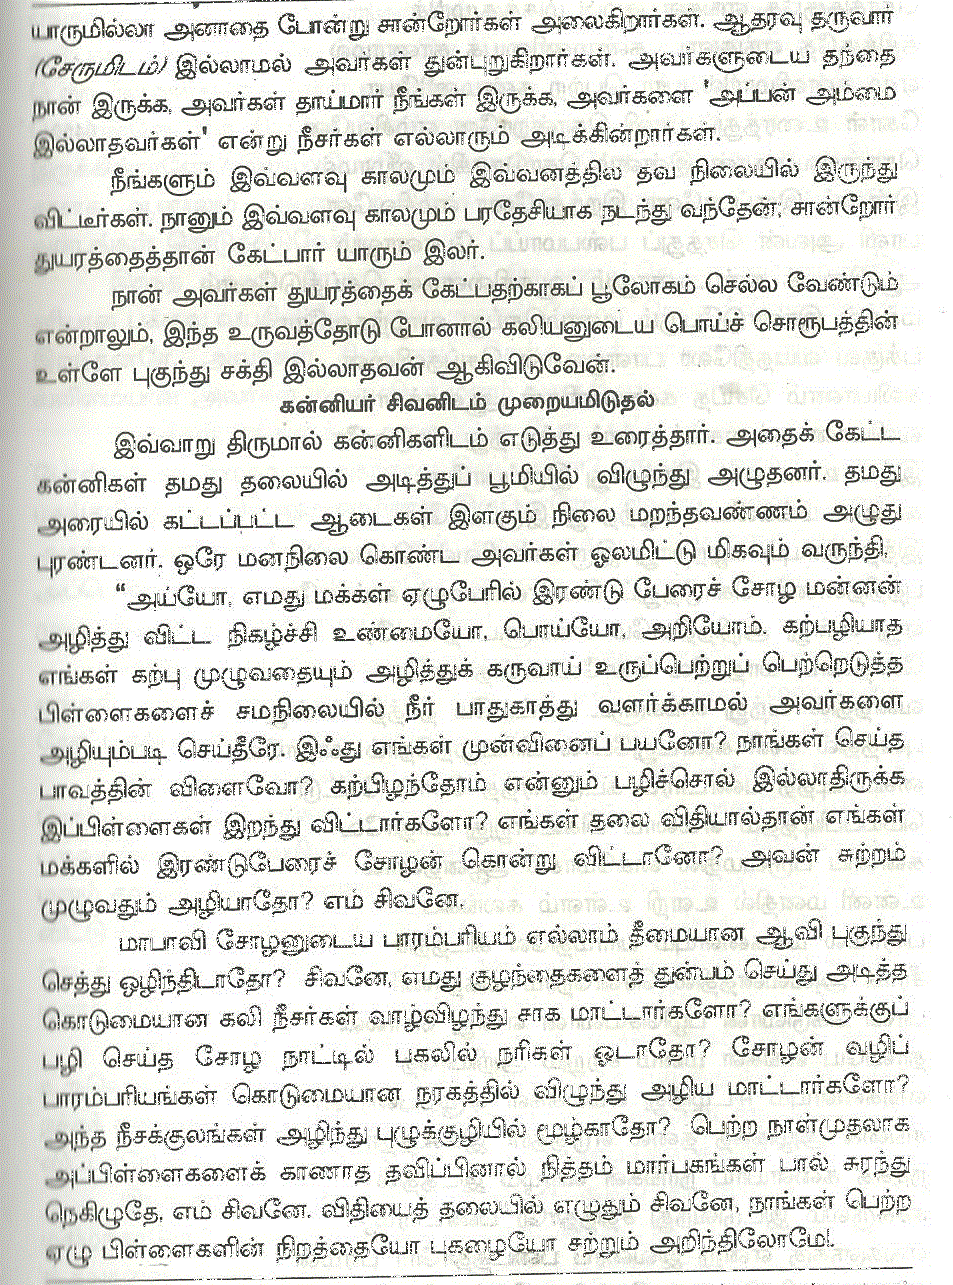 யாருமில்லா அனாதை போன்று சான்றோர்கள் அலைகிறார்கள். ஆதரவு தருவார்
(சேருமிடம்) இல்லாமல் அவர்கள் துன்புறுகிறார்கள். அவர்களுடைய தந்தை
நான் இருக்க, அவர்கள் தாய்மார் நீங்கள் இருக்க, அவர்களை 'அப்பன் அம்மை
இல்லாதவர்கள்' என்று நீசர்கள் எல்லாரும் அடிக்கின்றார்கள்.
நீங்களும் இவ்வளவு காலமும் இவ்வனத்தில் தவ நிலையில் இருந்து
விட்டீர்கள். நானும் இவ்வளவு காலமும் பரதேசியாக நடந்து வந்தேன்; சான்றோர்
துயரத்தைத்தான் கேட்பார் யாரும் இலர்.
நான் அவர்கள் துயரத்தைக் கேட்பதற்காகப் பூலோகம் செல்ல வேண்டும்
என்றாலும், இந்த உருவத்தோடு போனால் கலியனுடைய பொய்ச் சொரூபத்தின்
உள்ளே புகுந்து சக்தி இல்லாதவன் ஆகிவிடுவேன்.
கன்னியர் சிவனிடம் முறையமிடுதல்
இவ்வாறு திருமால் கன்னிகளிடம் எடுத்து உரைத்தார். அதைக் கேட்ட
கன்னிகள் தமது தலையில் அடித்துப் பூமியில் விழுந்து அழுதனர். தமது
அரையில் கட்டப்பட்ட ஆடைகள் இளகும் நிலை மறந்தவண்ணம் அழுது
புரண்டனர். ஒரே மனநிலை கொண்ட அவர்கள் ஓலமிட்டு மிகவும் வருந்தி,
“அய்யோ, எமது மக்கள் ஏழுபேரில் இரண்டு பேரைச் சோழ மன்னன்
அழித்து விட்ட நிகழ்ச்சி உண்மையோ, பொய்யோ, அறியோம். கற்பழியாத
எங்கள் கற்பு முழுவதையும் அழித்துக் கருவாய் உருப்பெற்றுப் பெற்றெடுத்த
பிள்ளைகளைச் சமநிலையில் நீர் பாதுகாத்து வளர்க்காமல் அவர்களை
அழியும்படி செய்தீரே. இஃது எங்கள் முன்வினைப் பயனோ? நாங்கள் செய்த
பாவத்தின் விளைவோ? கற்பிழந்தோம் என்னும் பழிச்சொல் இல்லாதிருக்க
இப்பிள்ளைகள் இறந்து விட்டார்களோ? எங்கள் தலை விதியால்தான் எங்கள்
மக்களில் இரண்டுபேரைச் சோழன் கொன்று விட்டானோ? அவன் சுற்றம்
முழுவதும் அழியாதோ? எம் சிவனே.
மாபாவி சோழனுடைய பாரம்பரியம் எல்லாம் தீமையான ஆவி புகுந்து
செத்து ஒழிந்திடாதோ? சிவனே, எமது குழந்தைகளைத் துன்பம் செய்து அடித்த
கொடுமையான கலி நீசர்கள் வாழ்விழந்து சாக மாட்டார்களோ? எங்களுக்குப்
பழி செய்த சோழ நாட்டில் பகலில் நரிகள் ஓடாதோ? சோழன் வழிப்
பாரம்பரியங்கள் கொடுமையான நரகத்தில் விழுந்து அழிய மாட்டார்களோ?
அந்த நீசக்குலங்கள் அழிந்து புழுக்குழியில் மூழ்காதோ? பெற்ற நாள்முதலாக
அப்பிள்ளைகளைக் காணாத தவிப்பினால் நித்தம் மார்பகங்கள் பால் சுரந்து
நெகிழுதே, எம் சிவனே. விதியைத் தலையில் எழுதும் சிவனே, நாங்கள் பெற்ற
ஏழு பிள்ளைகளின் நிறத்தையோ புகழையோ சற்றும் அறிந்திலோமே!.